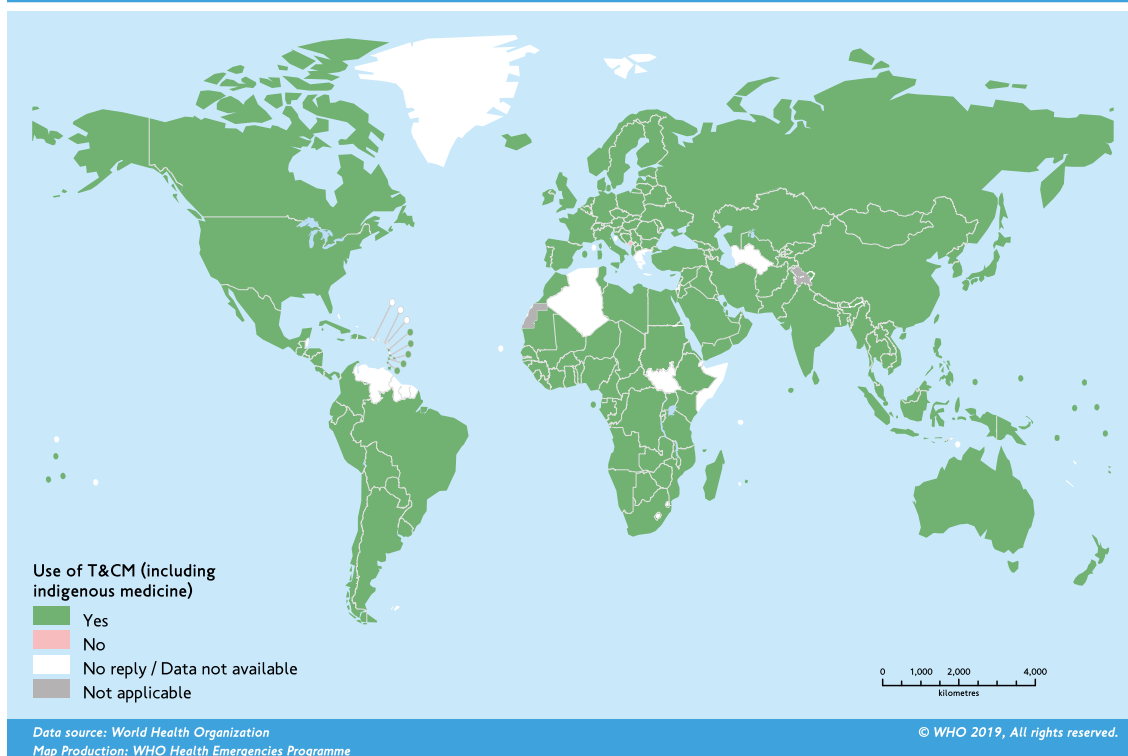 Use of T&CM (including
indigenous medicine)
Yes
No
No reply / Data not available
Not applicable
0 1,000 2,000 4,000
kilometres
Data source: World Health Organization
© WHO 2019, All rights reserved.
Map Production: WHO Health Emergencies Programme